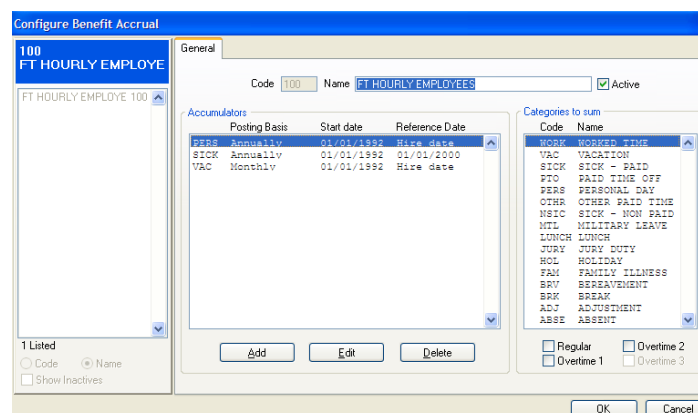 Configure Benefit Accrual
100
FT HOURLY EMPLOYE
FT HOURLY EMPLOYE 100
1 Listed
Code Name
Show Inactives
General
Code 100 Name FT HOURLY EMPLOYEES Active
Accumulators
Posting Basis Start date Reference Date
PERS Annually 01/01/1992 Hire date
SICK Annually 01/01/1992 01/01/2000
VAC Monthly 01/01/1992 Hire date
Add Edit Delete
Categories to sum
Code Name
WORK WORKED TIME
VAC VACATION
SICK SICK - PAID
PTO PAID TIME OFF
PERS PERSONAL DAY
OTHR OTHER PAID TIME
NSIC SICK - NON PAID
MTL MILITARY LEAVE
LUNCH LUNCH
JURY JURY DUTY
HOL HOLIDAY
FAM FAMILY ILLNESS
BRV BEREAVEMENT
BRK BREAK
ADJ ADJUSTMENT
ABSE ABSENT
Regular Overtime 2
Overtime 1 Overtime 3
OK Cancel